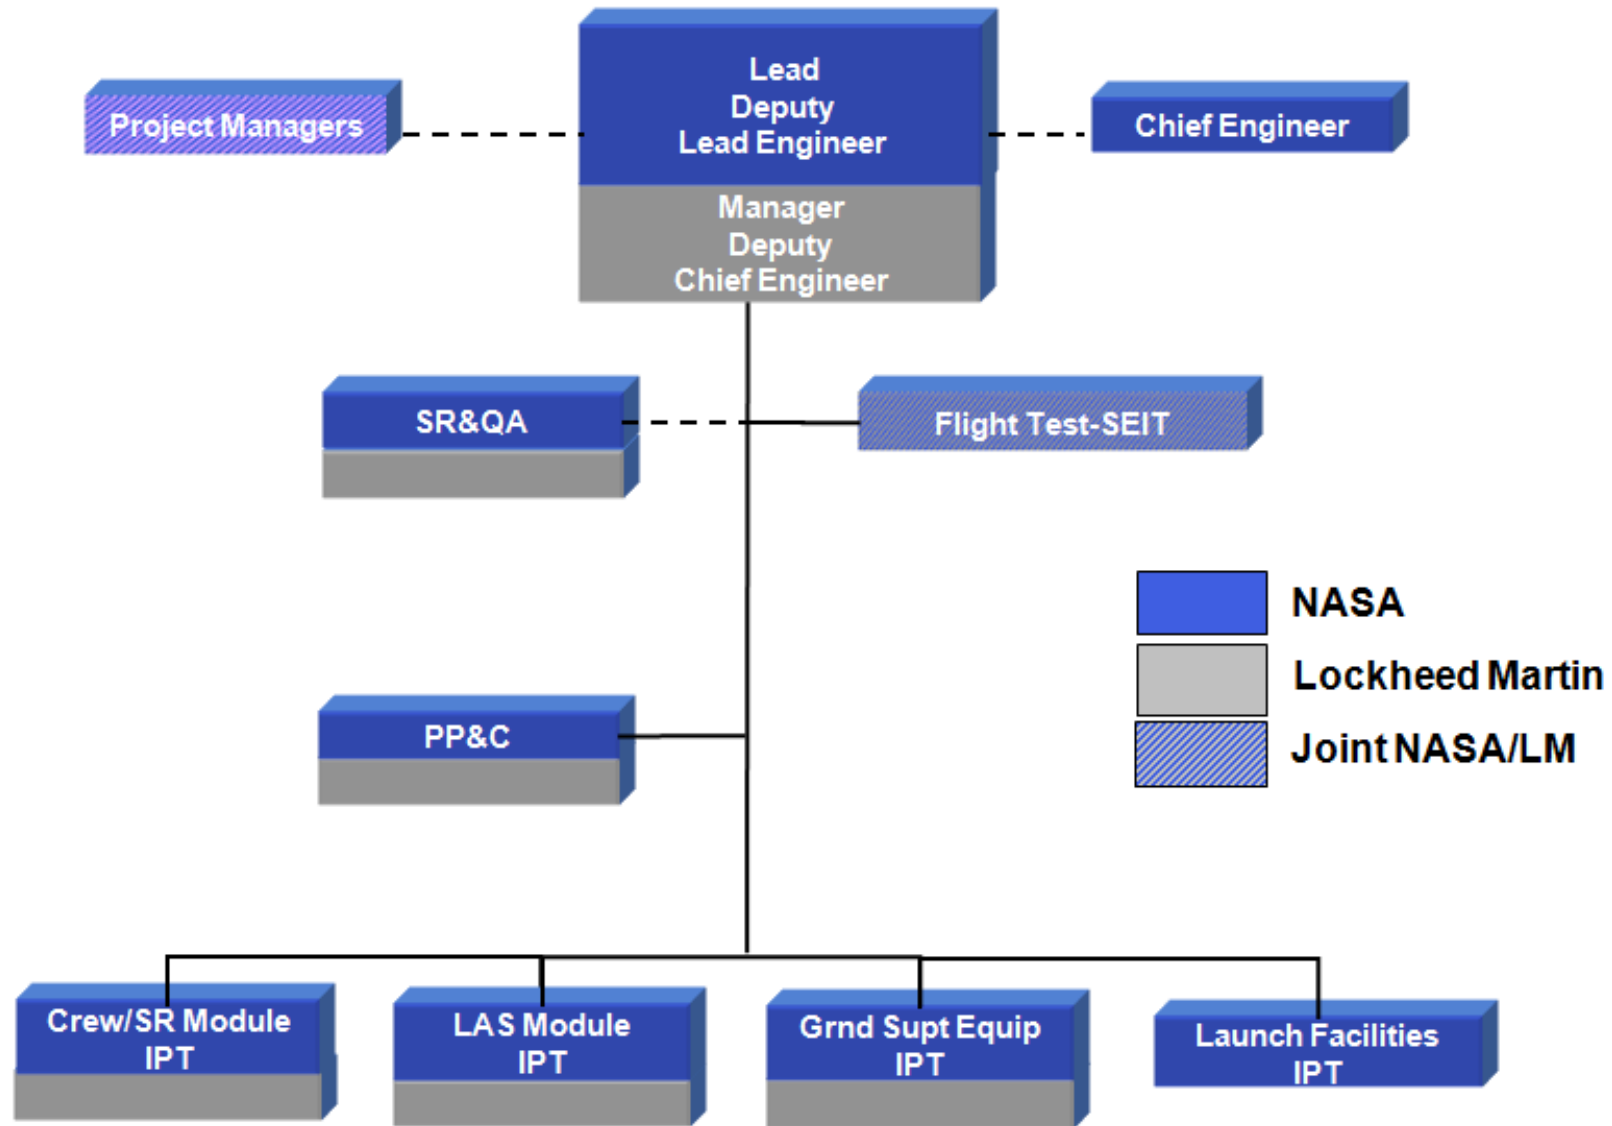 Lead
Deputy
Lead Engineer
Project Managers
Chief Engineer
Manager
Deputy
Chief Engineer
SR&QA
Flight Test-SEIT
NASA
Lockheed Martin
Joint NASA/LM
PP&C
Crew/SR Module
IPT
LAS Module
IPT
Grnd Supt Equip
IPT
Launch Facilities
IPT